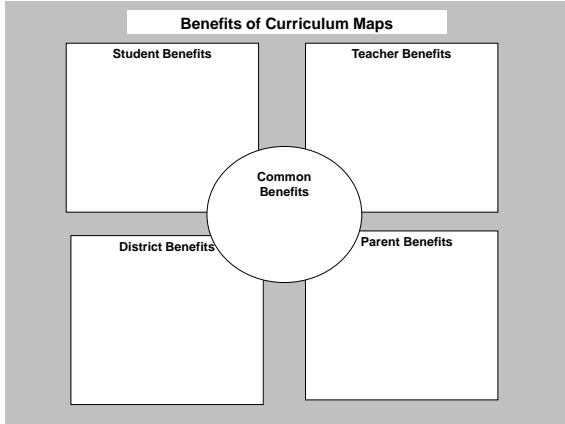 Benefits of Curriculum Maps
Student Benefits
Teacher Benefits
Common
Benefits
District Benefits
Parent Benefits